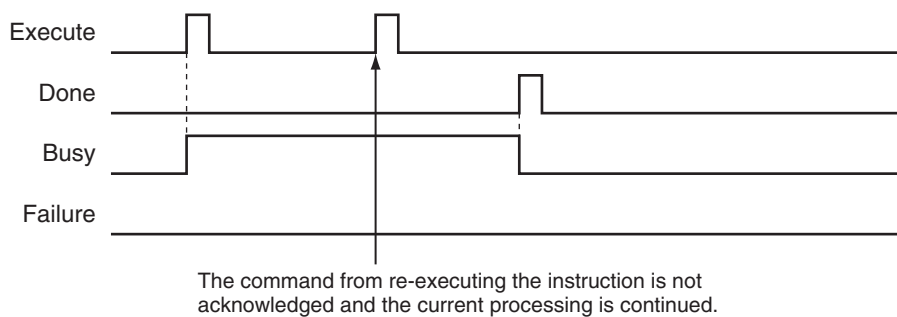 Execute
Done
Busy
Failure
The command from re-executing the instruction is not
acknowledged and the current processing is continued.